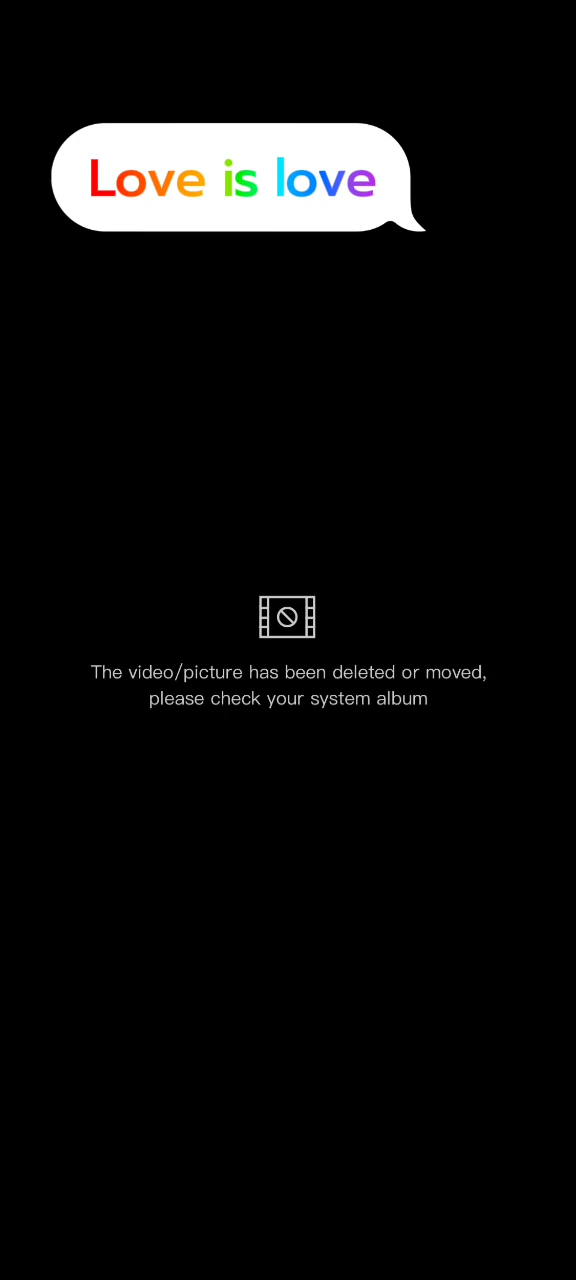 Love is love
The video/picture has been deleted or moved,
please check your system album